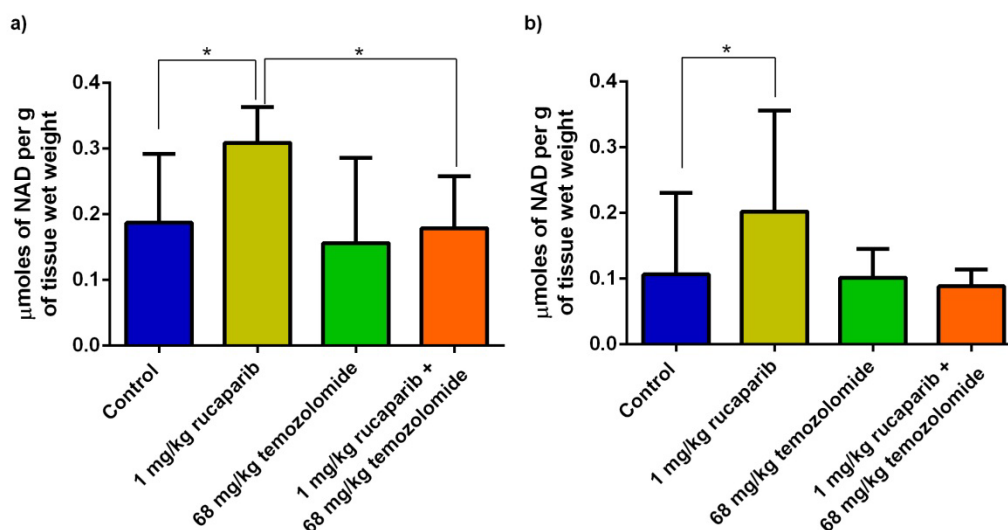 a)
*
*
μmoles of NAD per g
of tissue wet weight
0.4
0.3
0.2
0.1
0.0
Control
1 mg/kg rucaparib
68 mg/kg temozolomide
1 mg/kg rucaparib +
68 mg/kg temozolomide
b)
*
μmoles of NAD per g
of tissue wet weight
0.4
0.3
0.2
0.1
0.0
Control
1 mg/kg rucaparib
68 mg/kg temozolomide
1 mg/kg rucaparib +
68 mg/kg temozolomide